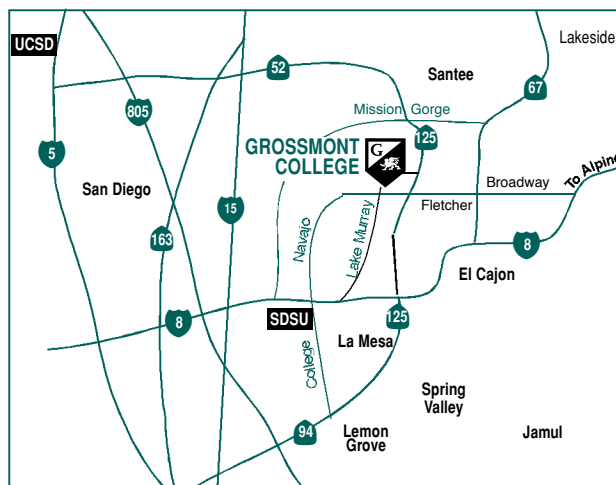 UCSD
Lakeside
52
Santee
67
805
Mission Gorge
125
GROSSMONT
COLLEGE
G
5
San Diego
To Alpine
Broadway
Fletcher
15
Navajo
Lake Murray
163
8
El Cajon
SDSU
8
125
La Mesa
College
Spring
Valley
94
Lemon
Grove
Jamul